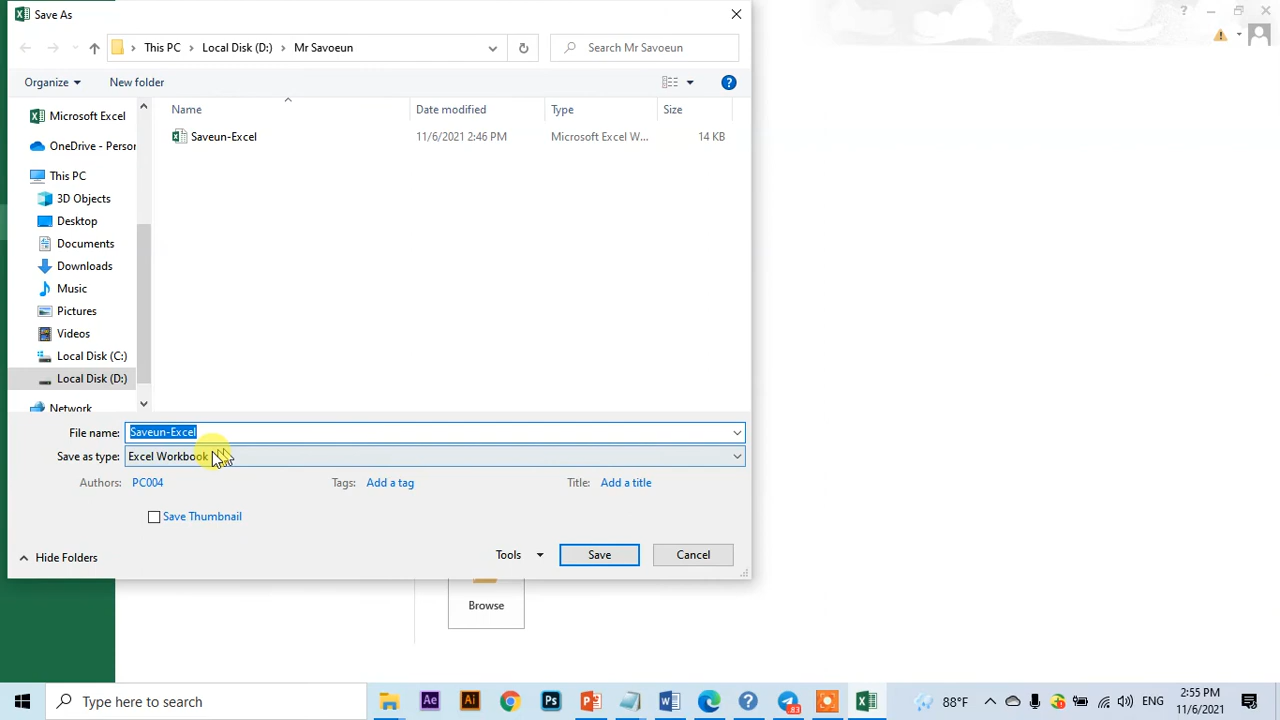 Save As
This PC
Local Disk (D:)
Mr Savoeun
Search Mr Savoeun
Organize
New folder
Name
Date modified
Type
Size
Saveun-Excel
11/6/2021 2:46 PM
Microsoft Excel W...
14 KB
Microsoft Excel
OneDrive - Person
This PC
3D Objects
Desktop
Documents
Downloads
Music
Pictures
Videos
Local Disk (C:)
Local Disk (D:)
Network
File name:
Saveun-Excel
Save as type:
Excel Workbook
Authors:
PC004
Tags:
Add a tag
Title:
Add a title
Save Thumbnail
Hide Folders
Tools
Save
Cancel
Browse
Type here to search
Ae
Ai
Ps
83
88°F
ENG
2:55 PM
11/6/2021